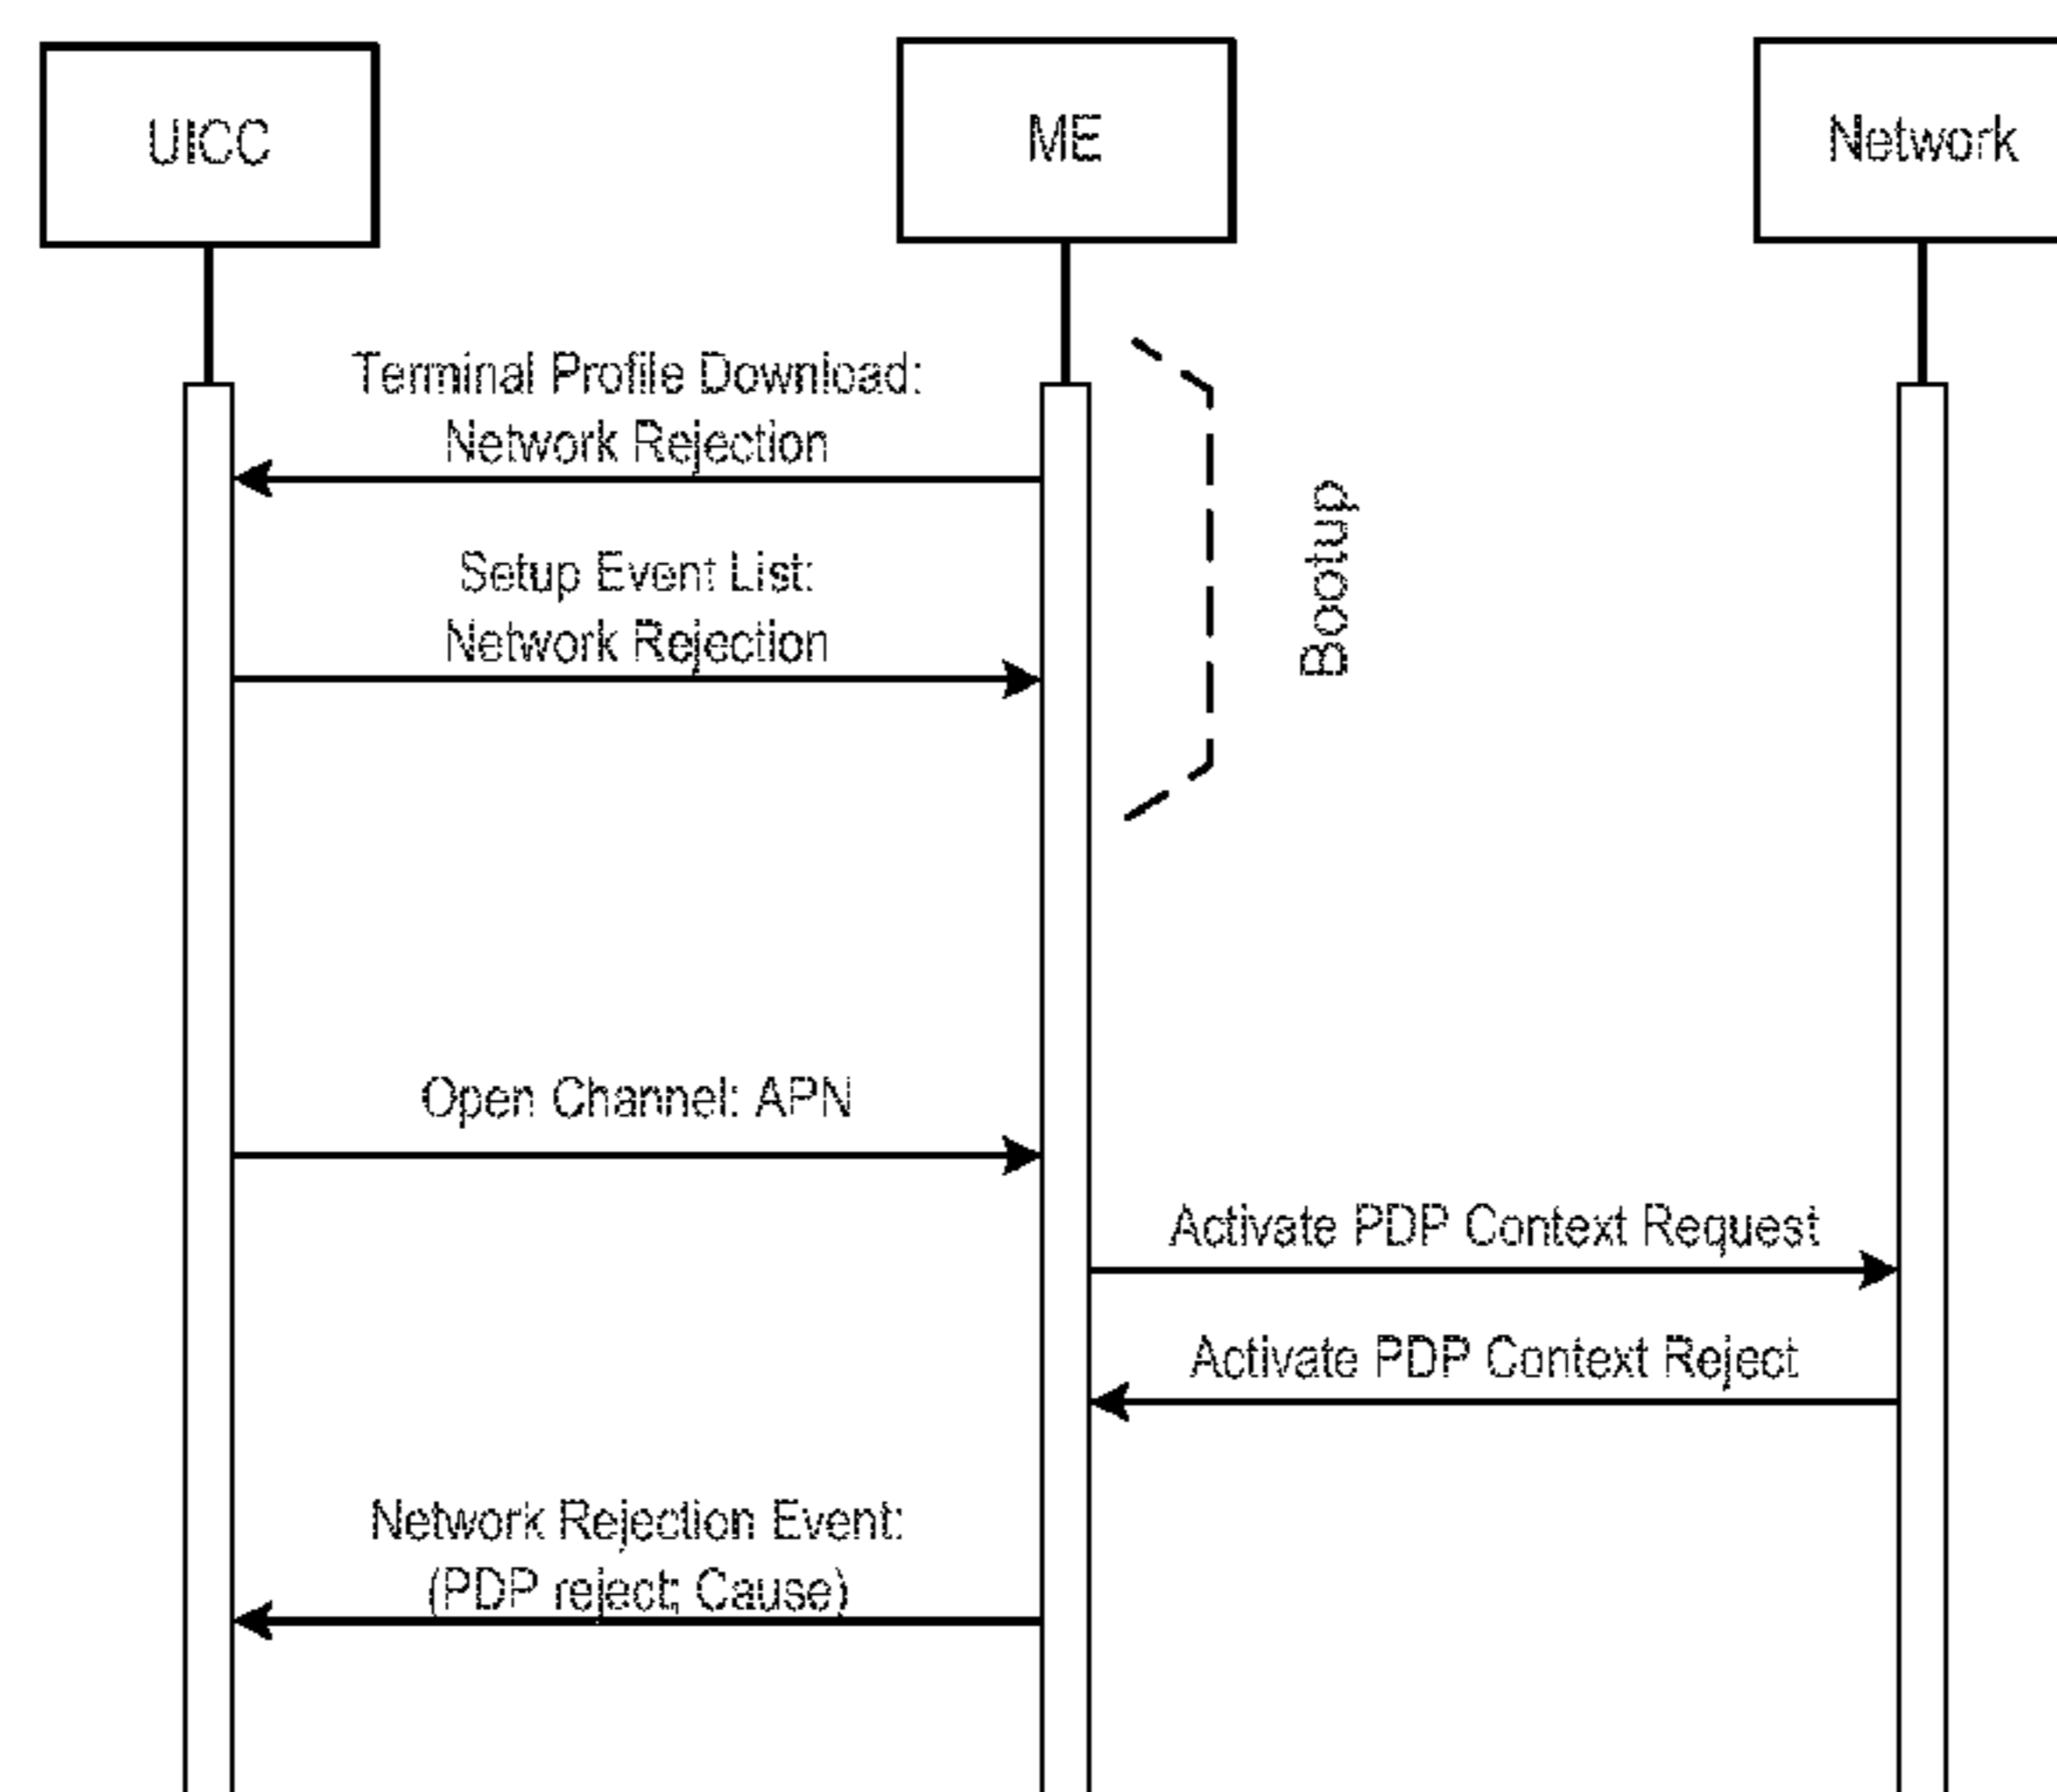 UICC
ME
Network
Terminal Profile Download:
Network Rejection
Setup Event List:
Network Rejection
Bootup
Open Channel: APN
Activate PDP Context Request
Activate PDP Context Reject
Network Rejection Event:
(PDP reject; Cause)